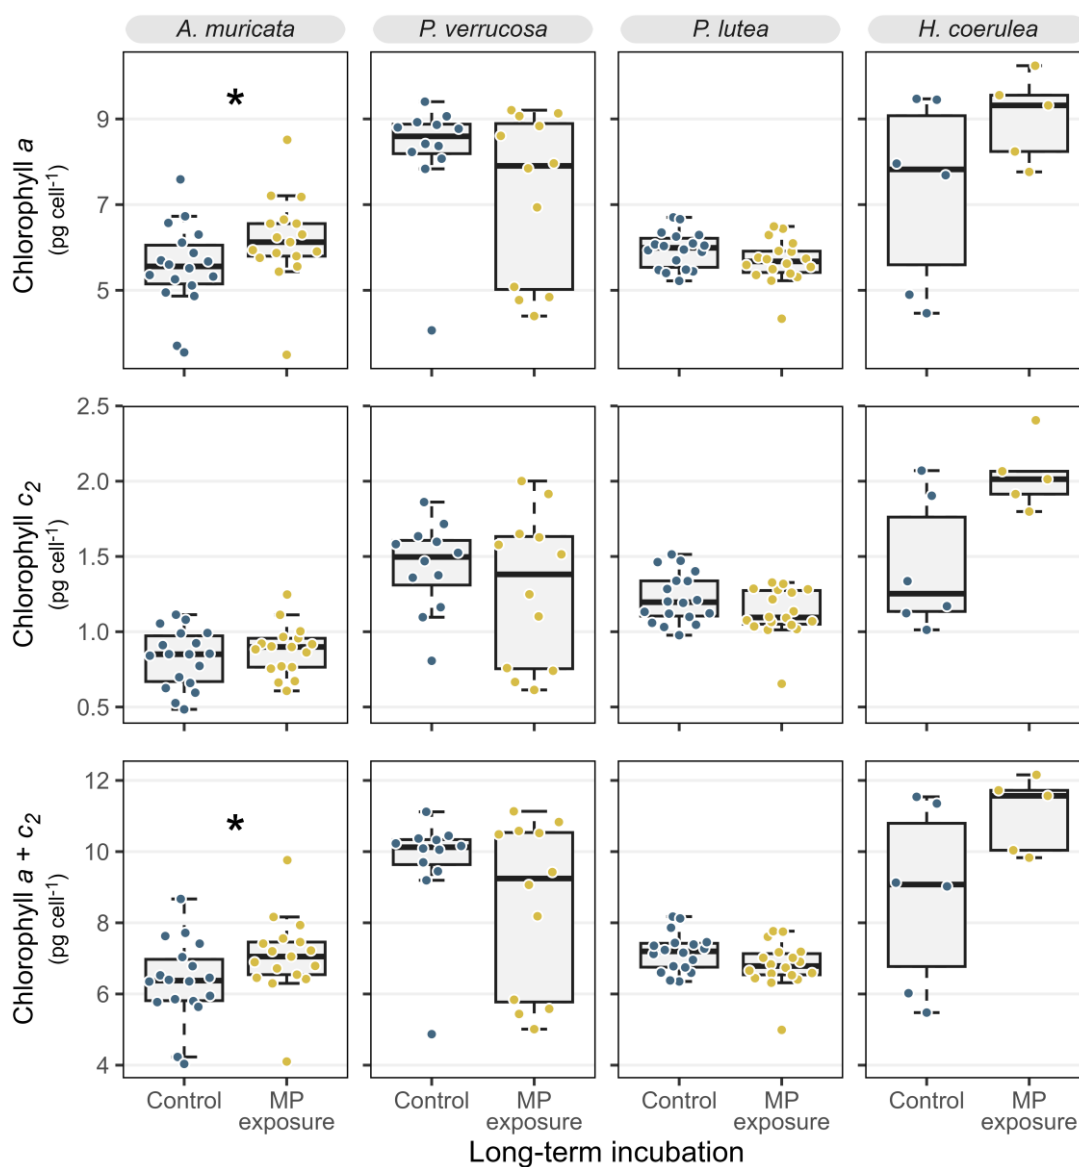 A. muricata P. verrucosa P. lutea H. coerulea
Chlorophyll a
(pg cell-1)
9
7
5
*
Chlorophyll c2
(pg cell-1)
2.5
2.0
1.5
1.0
0.5
Chlorophyll a + c2
(pg cell-1)
12
10
8
6
4
*
Control MP exposure Control MP exposure Control MP exposure Control MP exposure
Long-term incubation